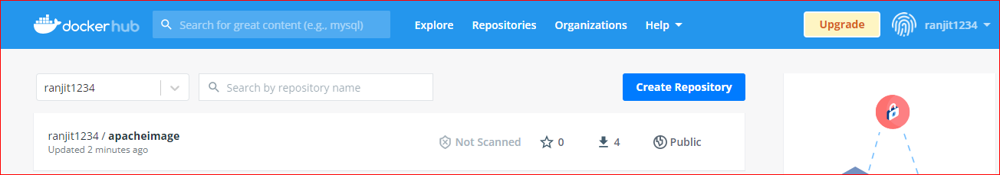 dockerhub Search for great content (e.g., mysql) Explore Repositories Organizations Help Upgrade ranjit1234
ranjit1234 Search by repository name Create Repository
ranjit1234 / apacheimage Not Scanned 0 4 Public
Updated 2 minutes ago